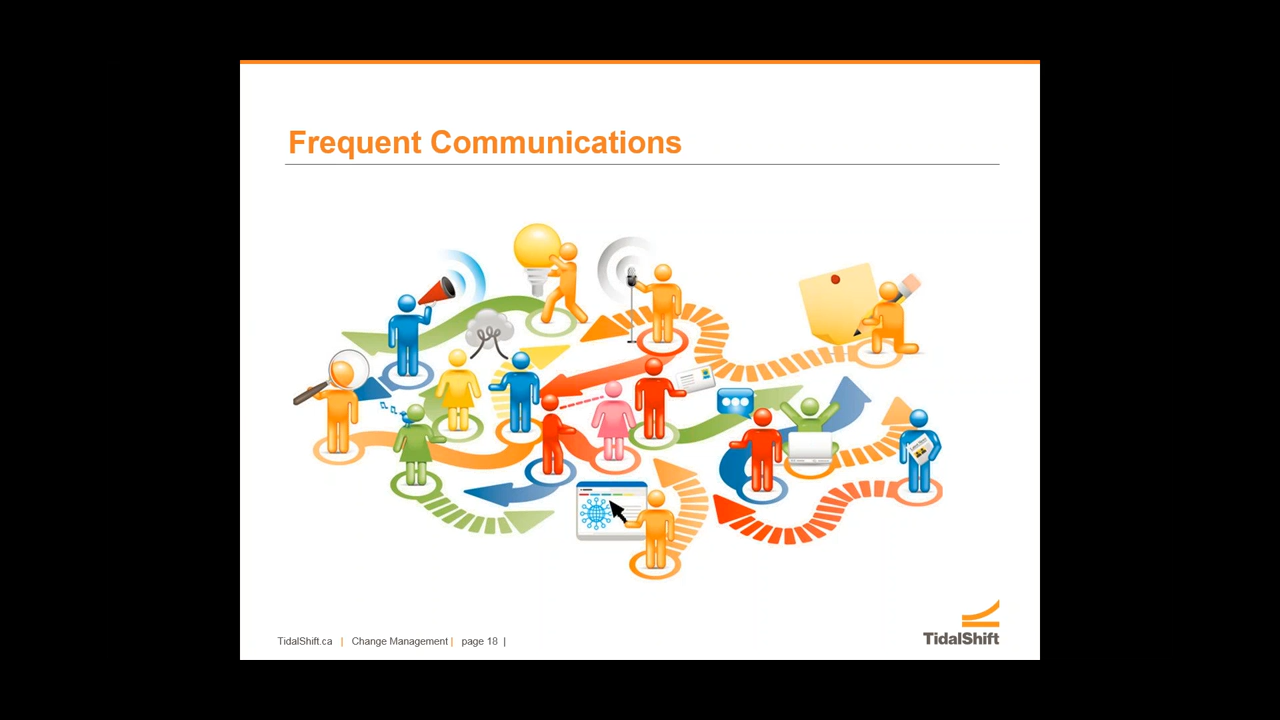 Frequent Communications
TidalShift.ca | Change Management | page 18 |
TidalShift